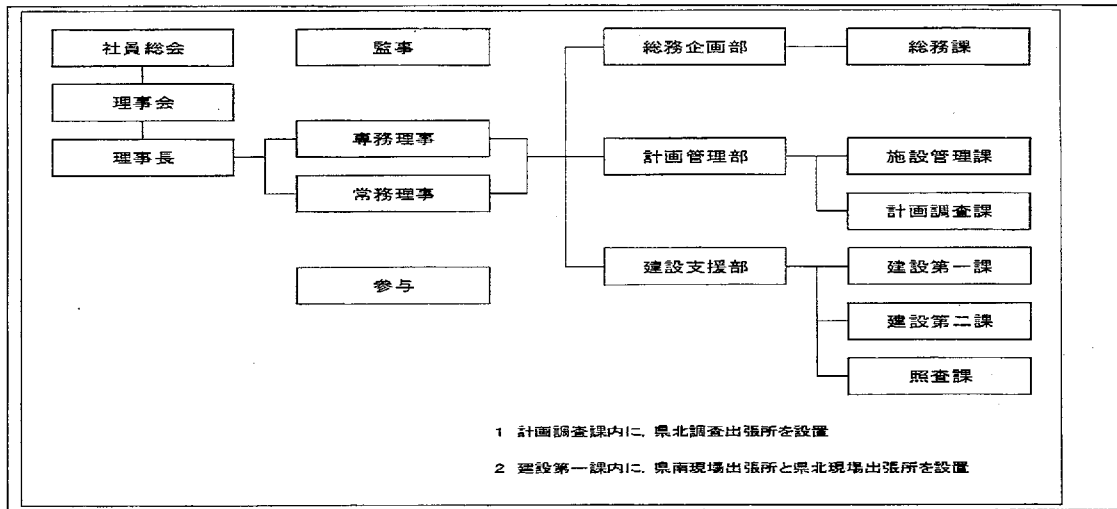 社員総会
監事
総務企画部
総務課
理事会
理事長
専務理事
常務理事
計画管理部
施設管理課
計画調査課
参与
建設支援部
建設第一課
建設第二課
照査課
1 計画調査課内に，県北調査出張所を設置
2 建設第一課内に，県南現場出張所と県北現場出張所を設置